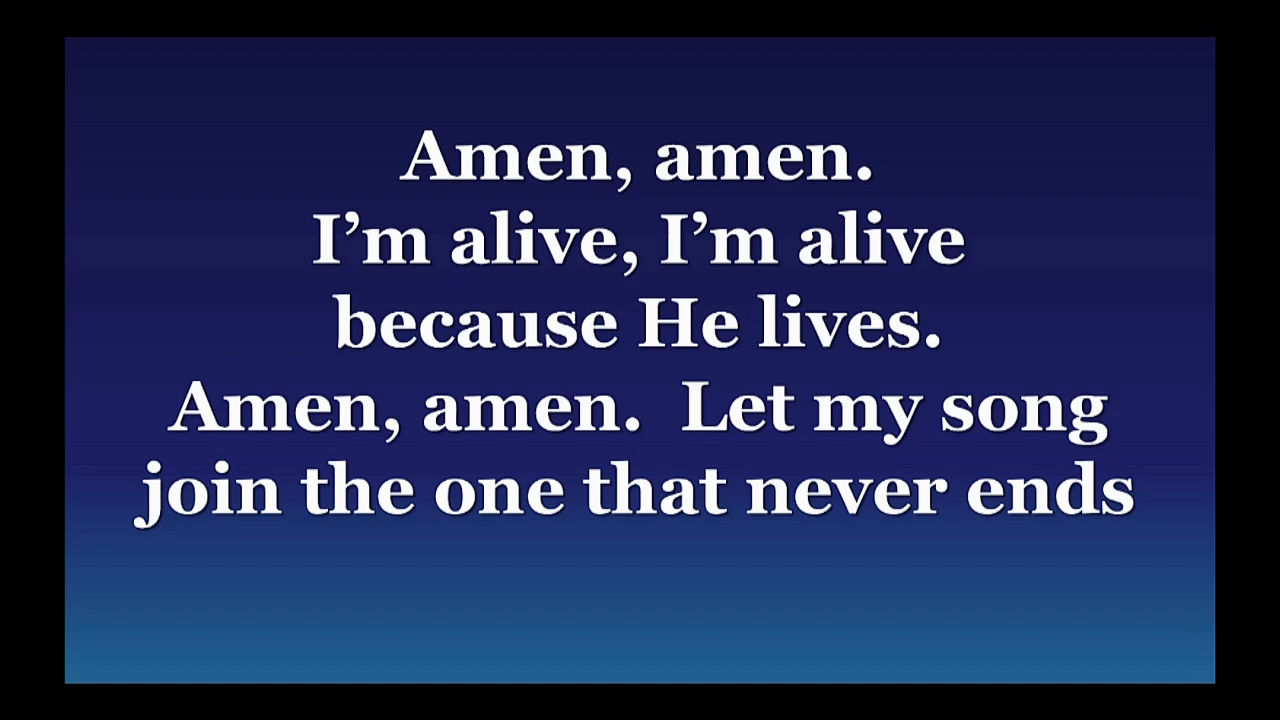 Amen, amen.
I’m alive, I’m alive
because He lives.
Amen, amen.  Let my song
join the one that never ends